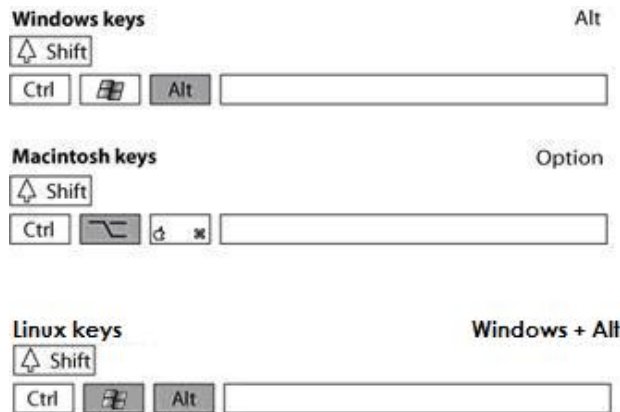 Windows keys Alt
Shift
Ctrl Alt
Macintosh keys Option
Shift
Ctrl ⌥ ⌘
Linux keys Windows + Alt
Shift
Ctrl Alt